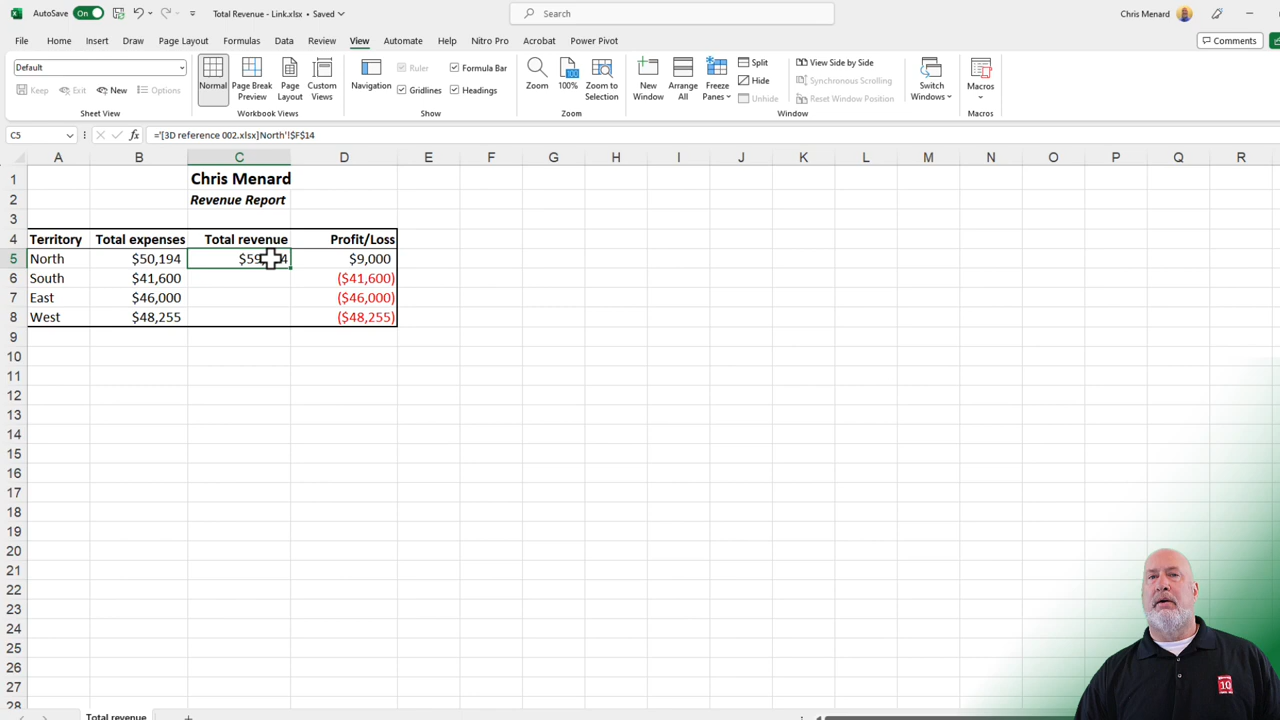 AutoSave On Total Revenue - Link.xlsx • Saved Search Chris Menard
File Home Insert Draw Page Layout Formulas Data Review View Automate Help Nitro Pro Acrobat Power Pivot Comments
Default
Keep Exit New Options
Sheet View
Normal Page Break Preview Page Layout Custom Views
Workbook Views
Navigation Ruler Formula Bar
Gridlines Headings
Show
Zoom 100% Zoom to Selection
Zoom
New Window Arrange All Freeze Panes Split Hide Unhide
View Side by Side
Synchronous Scrolling
Reset Window Position
Switch Windows
Window
Macros
Macros
C5 ='[3D reference 002.xlsx]North'!$F$14
A B C D E F G H I J K L M N O P Q R
1 Chris Menard
2 Revenue Report
3
4 Territory Total expenses Total revenue Profit/Loss
5 North $50,194 $9,000
6 South $41,600 ($41,600)
7 East $46,000 ($46,000)
8 West $48,255 ($48,255)
9
10
11
12
13
14
15
16
17
18
19
20
21
22
23
24
25
26
27
28
Total revenue